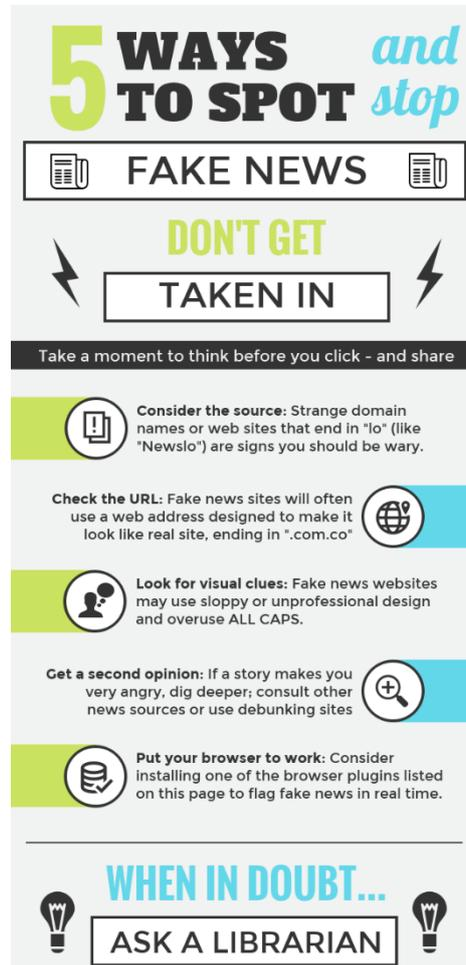 5 WAYS and
TO SPOT stop
FAKE NEWS
DON'T GET
TAKEN IN
Take a moment to think before you click - and share
Consider the source: Strange domain
names or web sites that end in "lo" (like
"Newslo") are signs you should be wary.
Check the URL: Fake news sites will often
use a web address designed to make it
look like real site, ending in ".com.co"
Look for visual clues: Fake news websites
may use sloppy or unprofessional design
and overuse ALL CAPS.
Get a second opinion: If a story makes you
very angry, dig deeper; consult other
news sources or use debunking sites
Put your browser to work: Consider
installing one of the browser plugins listed
on this page to flag fake news in real time.
WHEN IN DOUBT...
ASK A LIBRARIAN